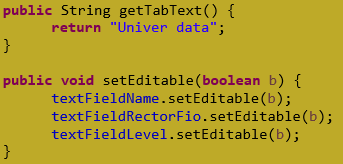 public String getTabText() {
return "Univer data";
}
public void setEditable(boolean b) {
textFieldName.setEditable(b);
textFieldRectorFio.setEditable(b);
textFieldLevel.setEditable(b);
}